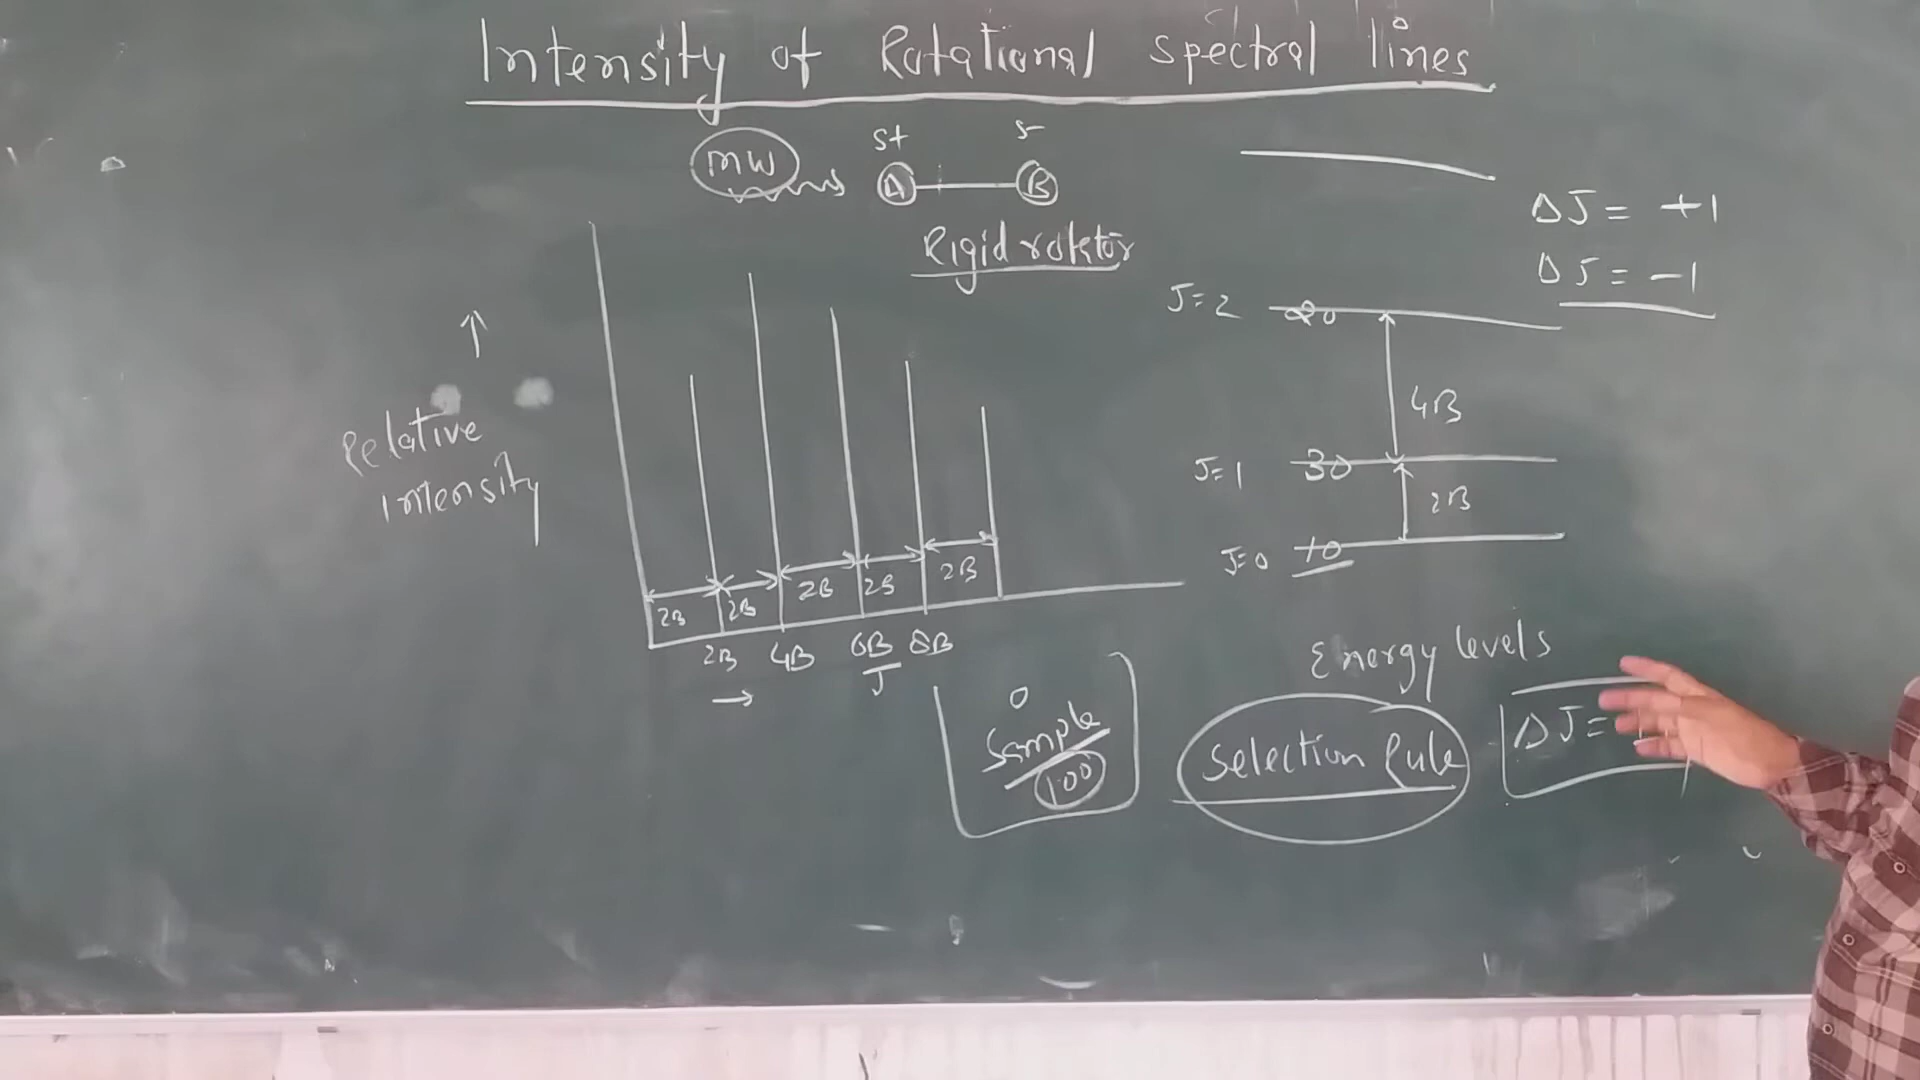 Intensity of Rotational Spectral lines
MW
δ+ δ-
A B
Rigid rotator
ΔJ = +1
ΔJ = -1
J=2
4B
J=1 30
2B
J=0 10
Relative
intensity
2B 2B 2B 2B 2B
2B 4B 6B 8B
J
Energy levels
Sample
100
Selection Rule
ΔJ=